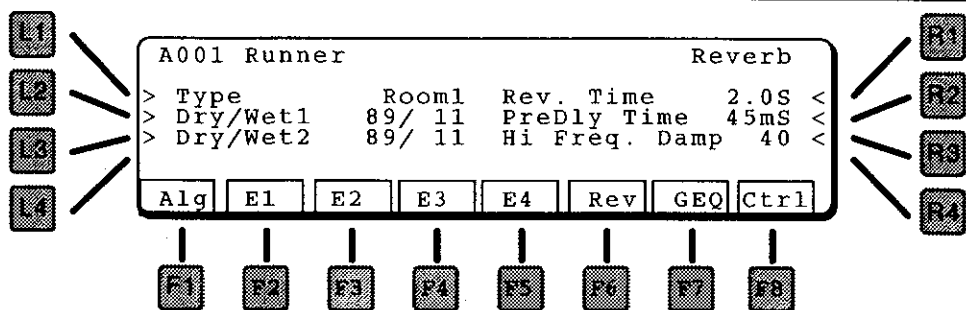 L1
L2
L3
L4
A001 Runner Reverb
> Type Room1 Rev. Time 2.0S <
> Dry/Wet1 89/ 11 PreDly Time 45mS <
> Dry/Wet2 89/ 11 Hi Freq. Damp 40 <
Alg E1 E2 E3 E4 Rev GEQ Ctrl
R1
R2
R3
R4
F1 F2 F3 F4 F5 F6 F7 F8